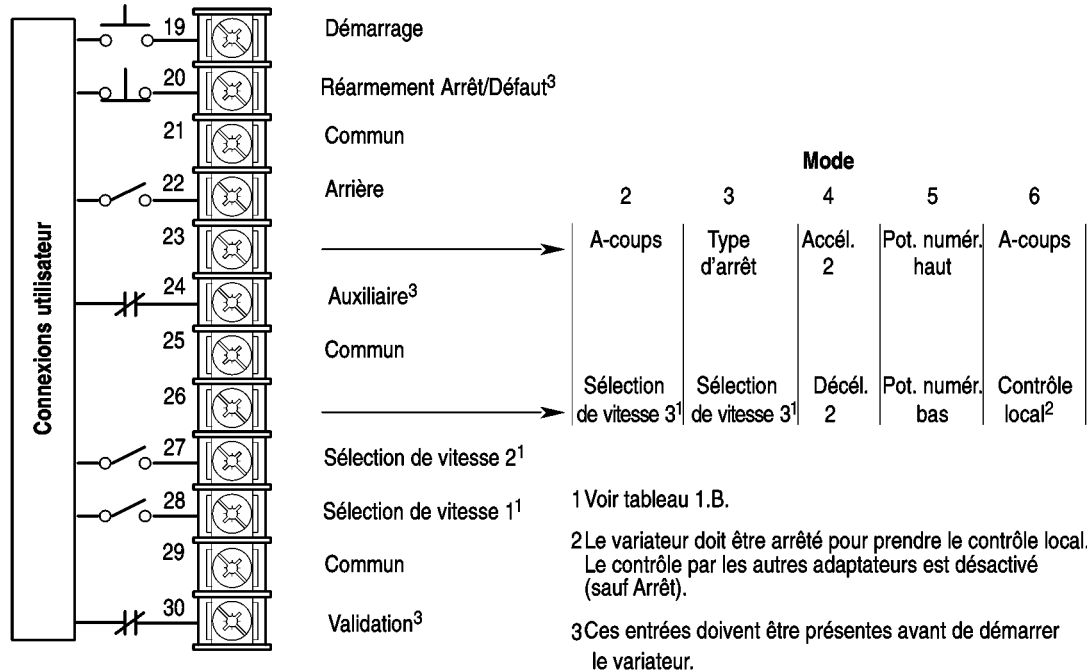 Connexions utilisateur
19 Démarrage
20 Réarmement Arrêt/Défaut³
21 Commun
22 Arrière
23
24 Auxiliaire³
25 Commun
26
27 Sélection de vitesse 2¹
28 Sélection de vitesse 1¹
29 Commun
30 Validation³
Mode
2 3 4 5 6
A-coups Type Accél. Pot. numér. A-coups
d'arrêt 2 haut
Sélection Sélection Décél. Pot. numér. Contrôle
de vitesse 3¹ de vitesse 3¹ 2 bas local²
1 Voir tableau 1.B.
2 Le variateur doit être arrêté pour prendre le contrôle local.
Le contrôle par les autres adaptateurs est désactivé
(sauf Arrêt).
3 Ces entrées doivent être présentes avant de démarrer
le variateur.